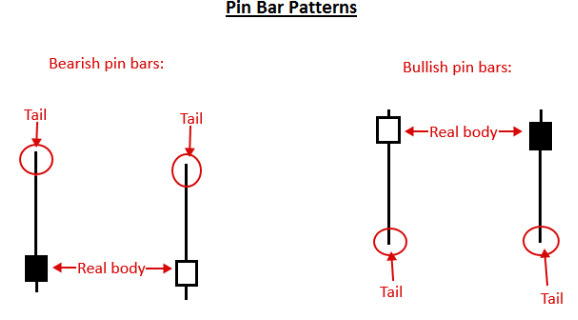 Pin Bar Patterns
Bearish pin bars:
Bullish pin bars:
Tail
Tail
Real body
Real body
Tail
Tail